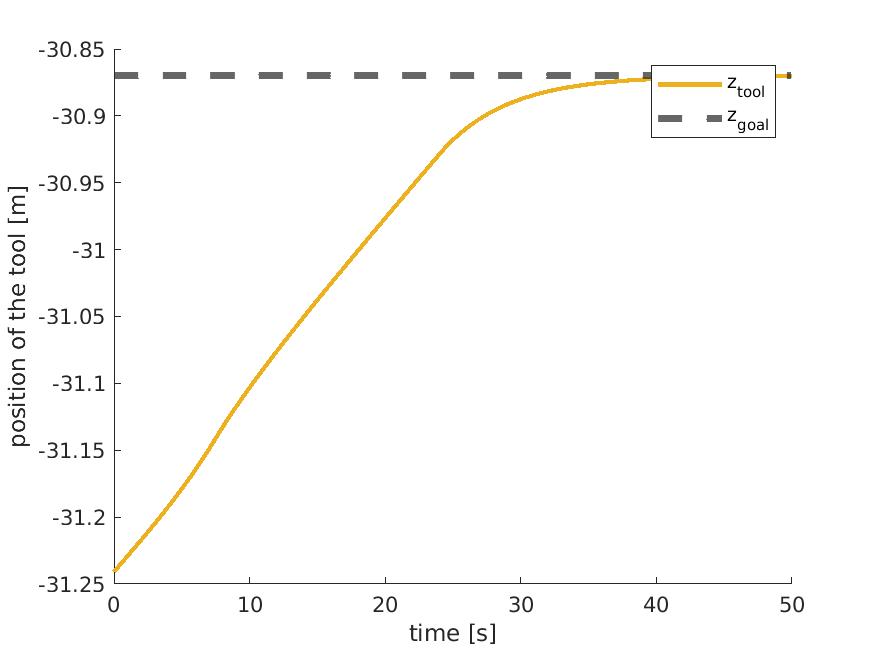 -30.85
-30.9
-30.95
-31
-31.05
-31.1
-31.15
-31.2
-31.25
0 10 20 30 40 50
time [s]
position of the tool [m]
z_tool
z_goal